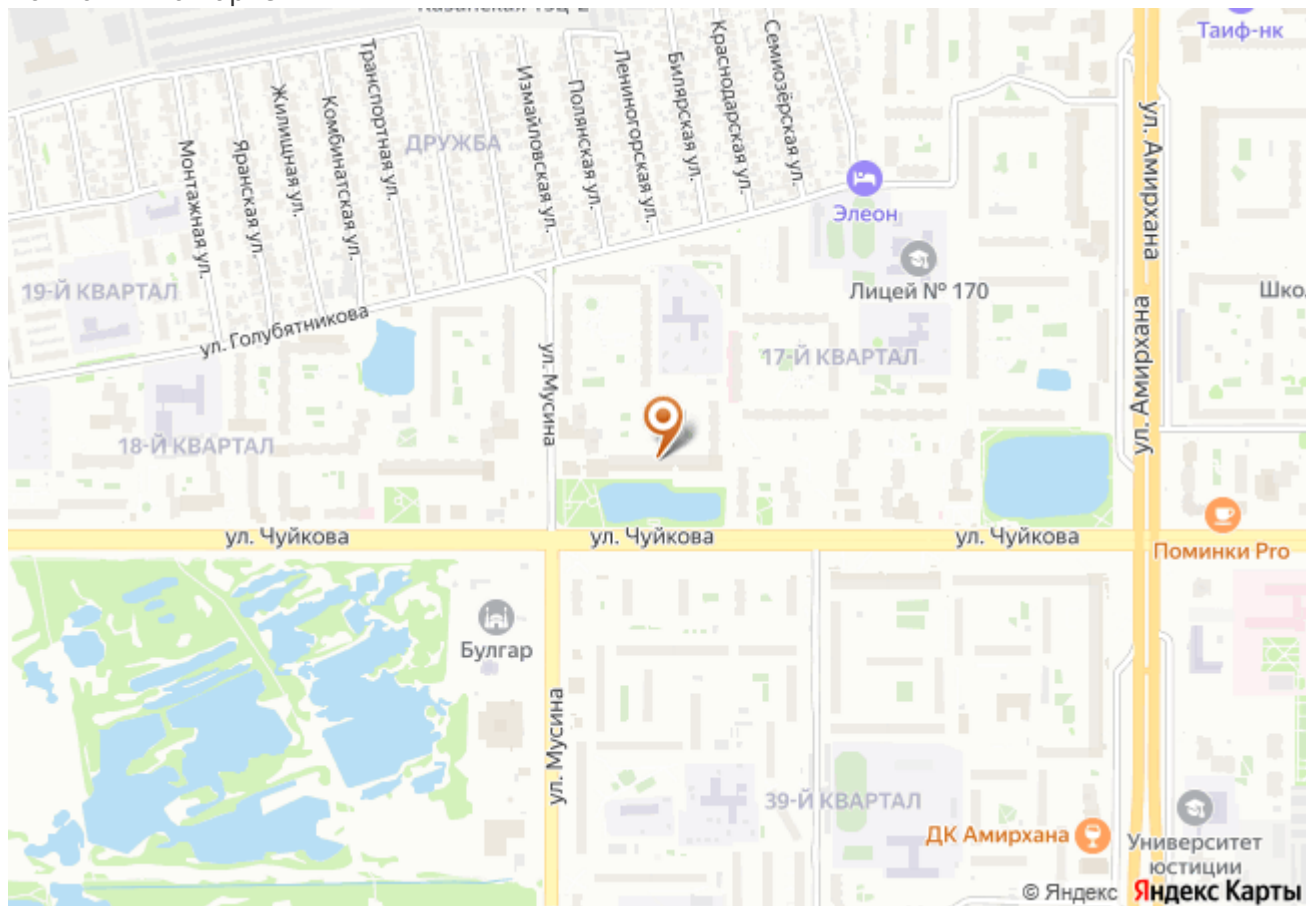 Казанская ТЭЦ-2
Таиф-нк
Транспортная ул.
Комбинатская ул.
Жилищная ул.
Яранская ул.
Монтажная ул.
ДРУЖБА
Измайловская ул.
Полянская ул.
Лениногорская ул.
Билярская ул.
Краснодарская ул.
Семиозёрская ул.
ул. Амирхана
Элеон
Лицей № 170
19-Й КВАРТАЛ
ул. Голубятникова
Шко
17-Й КВАРТАЛ
ул. Мусина
ул. Амирхана
18-Й КВАРТАЛ
ул. Чуйкова
ул. Чуйкова
ул. Чуйкова
Поминки Pro
Булгар
ул. Мусина
39-Й КВАРТАЛ
ДК Амирхана
Университет
юстиции
© Яндекс Яндекс Карты